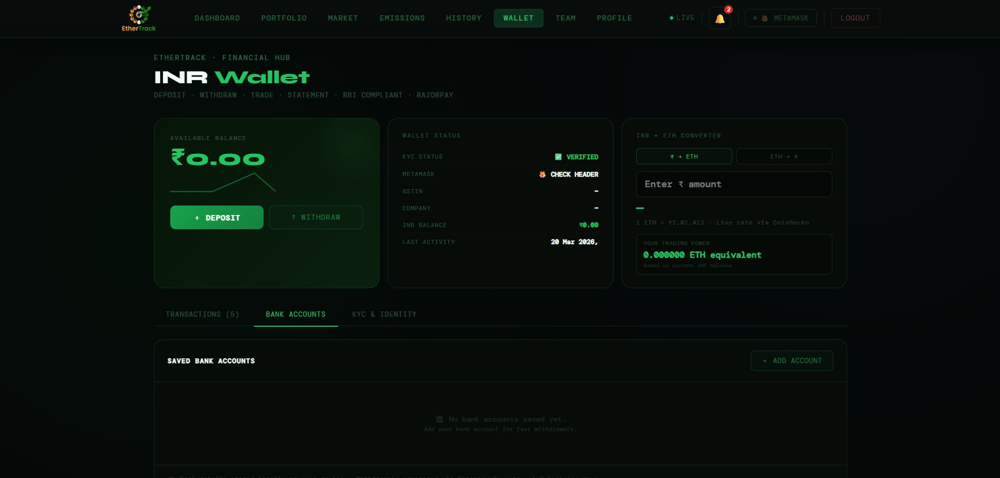 EtherTrack
DASHBOARD PORTFOLIO MARKET EMISSIONS HISTORY WALLET TEAM PROFILE LIVE 2 METAMASK LOGOUT
ETHERTRACK · FINANCIAL HUB
INR Wallet
DEPOSIT · WITHDRAW · TRADE · STATEMENT · RBI COMPLIANT · RAZORPAY
AVAILABLE BALANCE
₹0.00
+ DEPOSIT
↑ WITHDRAW
WALLET STATUS
KYC STATUS ✅ VERIFIED
METAMASK 🦊 CHECK HEADER
GSTIN —
COMPANY —
INR BALANCE ₹0.00
LAST ACTIVITY 20 Mar 2026,
INR ⇌ ETH CONVERTER
₹ → ETH
ETH → ₹
Enter ₹ amount
—
1 ETH = ₹2,01,412 · Live rate via CoinGecko
YOUR TRADING POWER
0.000000 ETH equivalent
Based on current INR balance
TRANSACTIONS (5) BANK ACCOUNTS KYC & IDENTITY
SAVED BANK ACCOUNTS
+ ADD ACCOUNT
🏦 No bank accounts saved yet.
Add your bank account for fast withdrawals.